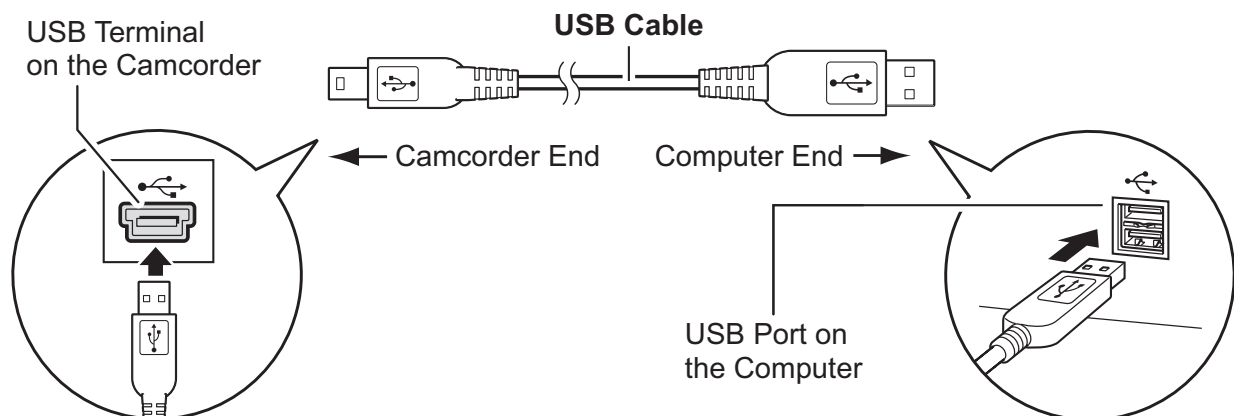 USB Terminal
on the Camcorder
USB Cable
Camcorder End
Computer End
USB Port on
the Computer